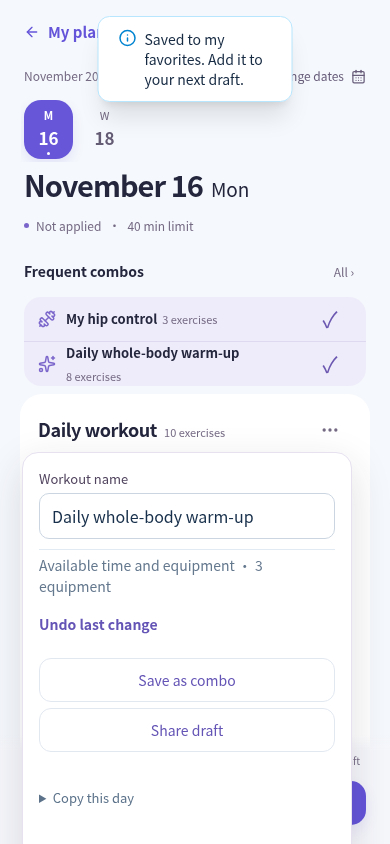 Saved to my
favorites. Add it to
your next draft.
My pla
November 20
nge dates
M
W
16
18
November 16 Mon
Not applied • 40 min limit
Frequent combos
All ›
My hip control 3 exercises
Daily whole-body warm-up
8 exercises
Daily workout 10 exercises
Workout name
Daily whole-body warm-up
Available time and equipment • 3
equipment
Undo last change
Save as combo
Share draft
ft
Copy this day